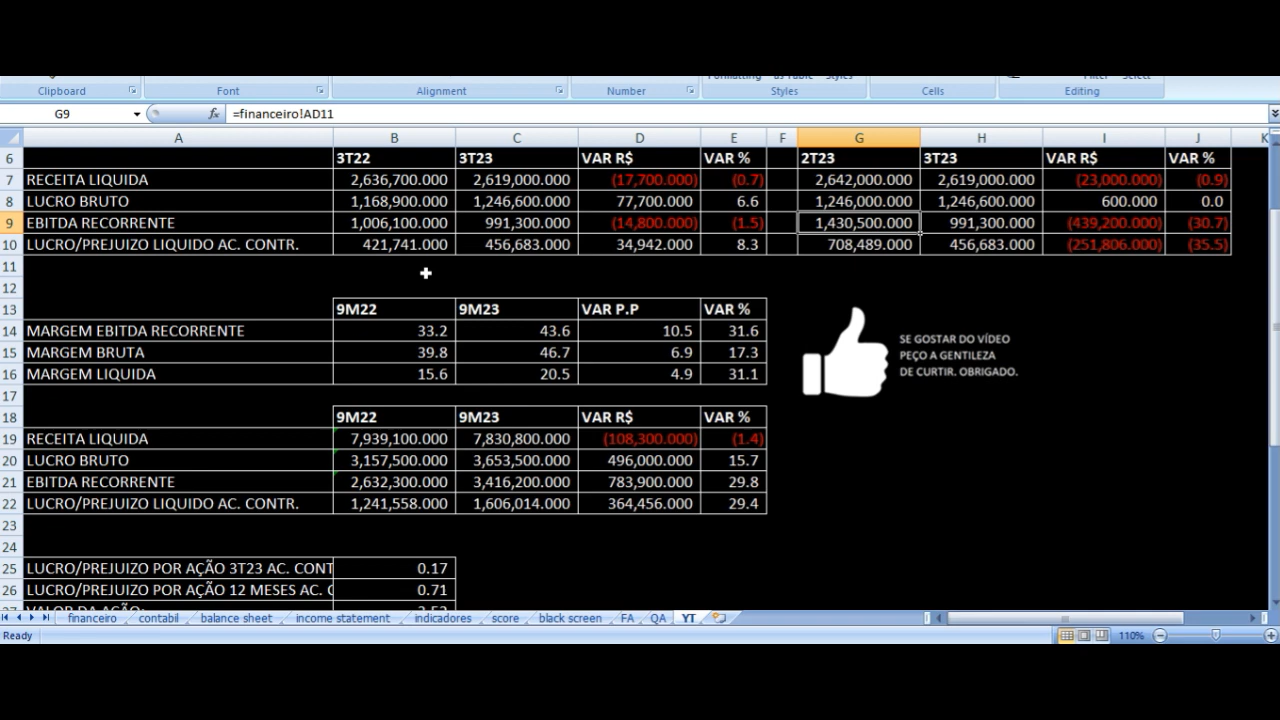 Clipboard Font Alignment Number Styles Cells Editing
G9 fx =financeiro!AD11
A B C D E F G H I J K
6 3T22 3T23 VAR R$ VAR % 2T23 3T23 VAR R$ VAR %
7 RECEITA LIQUIDA 2,636,700.000 2,619,000.000 (17,700.000) (0.7) 2,642,000.000 2,619,000.000 (23,000.000) (0.9)
8 LUCRO BRUTO 1,168,900.000 1,246,600.000 77,700.000 6.6 1,246,000.000 1,246,600.000 600.000 0.0
9 EBITDA RECORRENTE 1,006,100.000 991,300.000 (14,800.000) (1.5) 1,430,500.000 991,300.000 (439,200.000) (30.7)
10 LUCRO/PREJUIZO LIQUIDO AC. CONTR. 421,741.000 456,683.000 34,942.000 8.3 708,489.000 456,683.000 (251,806.000) (35.5)
11
12
13 9M22 9M23 VAR P.P VAR %
14 MARGEM EBITDA RECORRENTE 33.2 43.6 10.5 31.6
SE GOSTAR DO VÍDEO
PEÇO A GENTILEZA
DE CURTIR. OBRIGADO.
15 MARGEM BRUTA 39.8 46.7 6.9 17.3
16 MARGEM LIQUIDA 15.6 20.5 4.9 31.1
17
18 9M22 9M23 VAR R$ VAR %
19 RECEITA LIQUIDA 7,939,100.000 7,830,800.000 (108,300.000) (1.4)
20 LUCRO BRUTO 3,157,500.000 3,653,500.000 496,000.000 15.7
21 EBITDA RECORRENTE 2,632,300.000 3,416,200.000 783,900.000 29.8
22 LUCRO/PREJUIZO LIQUIDO AC. CONTR. 1,241,558.000 1,606,014.000 364,456.000 29.4
23
24
25 LUCRO/PREJUIZO POR AÇÃO 3T23 AC. CONT 0.17
26 LUCRO/PREJUIZO POR AÇÃO 12 MESES AC. C 0.71
financeiro contabil balance sheet income statement indicadores score black screen FA QA YT
Ready 110%